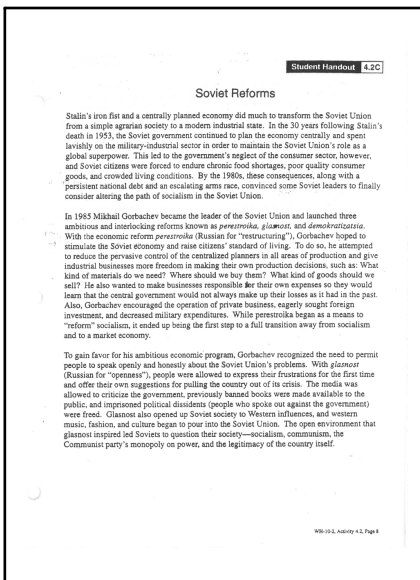 Student Handout 4.2C
Soviet Reforms
Stalin's iron fist and a centrally planned economy did much to transform the Soviet Union
from a simple agrarian society to a modern industrial state. In the 30 years following Stalin's
death in 1953, the Soviet government continued to plan the economy centrally and spent
lavishly on the military-industrial sector in order to maintain the Soviet Union's role as a
global superpower. This led to the government's neglect of the consumer sector, however,
and Soviet citizens were forced to endure chronic food shortages, poor quality consumer
goods, and crowded living conditions. By the 1980s, these consequences, along with a
persistent national debt and an escalating arms race, convinced some Soviet leaders to finally
consider altering the path of socialism in the Soviet Union.
In 1985 Mikhail Gorbachev became the leader of the Soviet Union and launched three
ambitious and interlocking reforms known as perestroika, glasnost, and demokratizatsia.
With the economic reform perestroika (Russian for "restructuring"), Gorbachev hoped to
stimulate the Soviet economy and raise citizens' standard of living. To do so, he attempted
to reduce the pervasive control of the centralized planners in all areas of production and give
industrial businesses more freedom in making their own production decisions, such as: What
kind of materials do we need? Where should we buy them? What kind of goods should we
sell? He also wanted to make businesses responsible for their own expenses so they would
learn that the central government would not always make up their losses as it had in the past.
Also, Gorbachev encouraged the operation of private business, eagerly sought foreign
investment, and decreased military expenditures. While perestroika began as a means to
"reform" socialism, it ended up being the first step to a full transition away from socialism
and to a market economy.
To gain favor for his ambitious economic program, Gorbachev recognized the need to permit
people to speak openly and honestly about the Soviet Union's problems. With glasnost
(Russian for "openness"), people were allowed to express their frustrations for the first time
and offer their own suggestions for pulling the country out of its crisis. The media was
allowed to criticize the government, previously banned books were made available to the
public, and imprisoned political dissidents (people who spoke out against the government)
were freed. Glasnost also opened up Soviet society to Western influences, and western
music, fashion, and culture began to pour into the Soviet Union. The open environment that
glasnost inspired led Soviets to question their society—socialism, communism, the
Communist party's monopoly on power, and the legitimacy of the country itself.
WH-10-2, Activity 4.2, Page 8